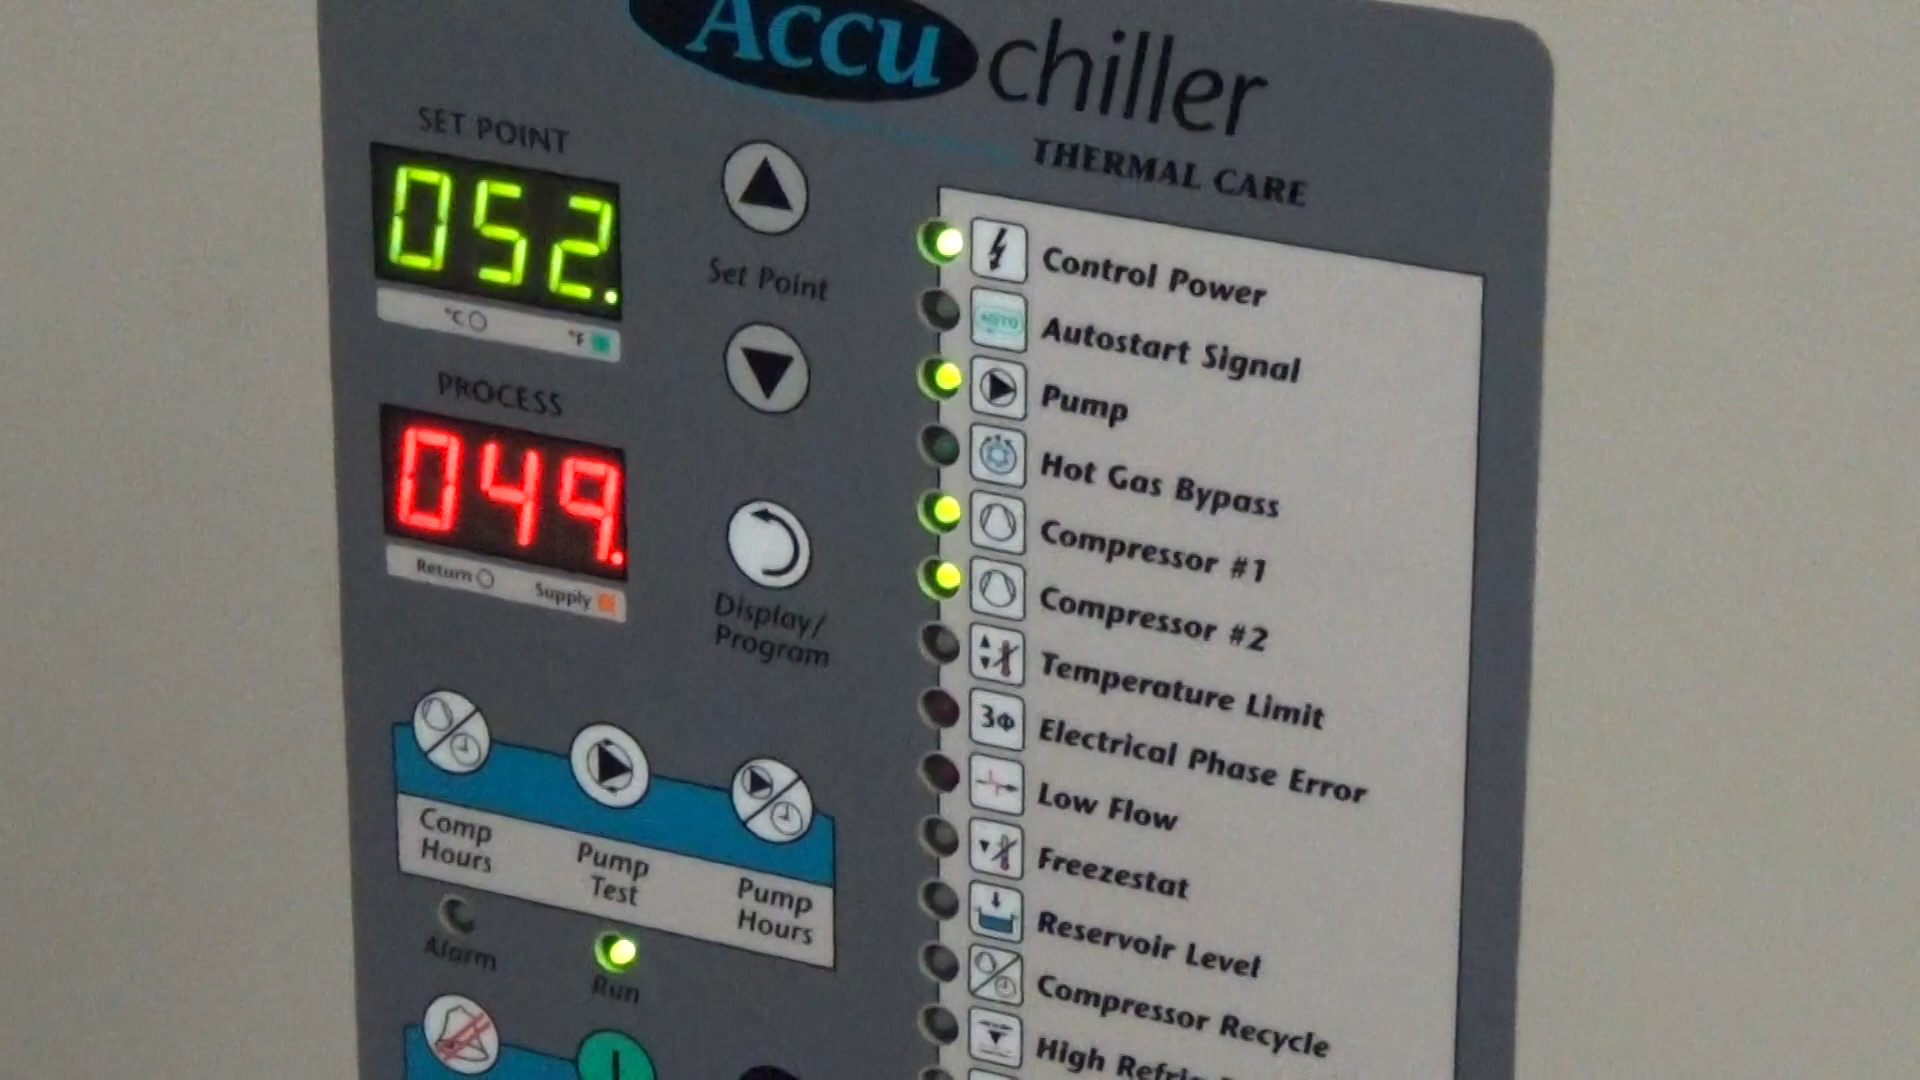 Accu chiller
THERMAL CARE
SET POINT
052.
°C °F
Set Point
PROCESS
049.
Return Supply
Display/
Program
Comp
Hours
Pump
Test
Pump
Hours
Alarm
Run
Control Power
AUTO
Autostart Signal
Pump
Hot Gas Bypass
Compressor #1
Compressor #2
Temperature Limit
3Φ
Electrical Phase Error
Low Flow
Freezestat
Reservoir Level
Compressor Recycle
High